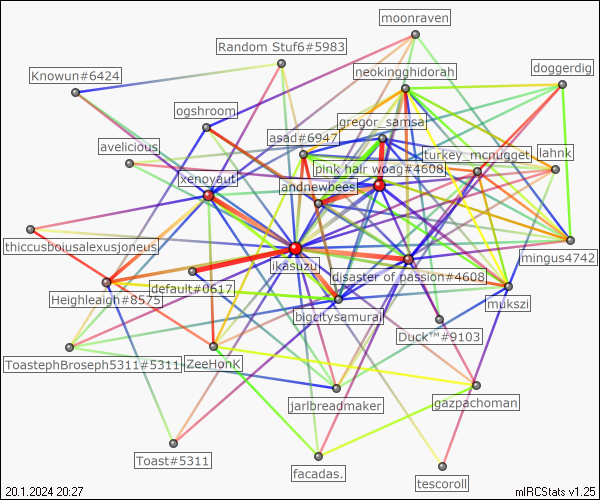 moonraven
Random Stuf6#5983
neokingghidorah
Knowun#6424
doggerdig
ogshroom
gregor_samsa
asad#6947
avelicious
turkey_mcnugget
lahnk
pink hair woag#4608
xenoyaut
andnewbees
thiccusboiusalexusjoneus
mingus4742
likasuzu
disaster of passion#4608
default#0617
mukszi
Heighleaigh#8575
bigcitysamurai
Duck™#9103
ToastephBroseph5311#5311
ZeeHonK
jarlbreadmaker
gazpachoman
Toast#5311
facadas.
tescoroll
20.1.2024 20:27
mIRCStats v1.25